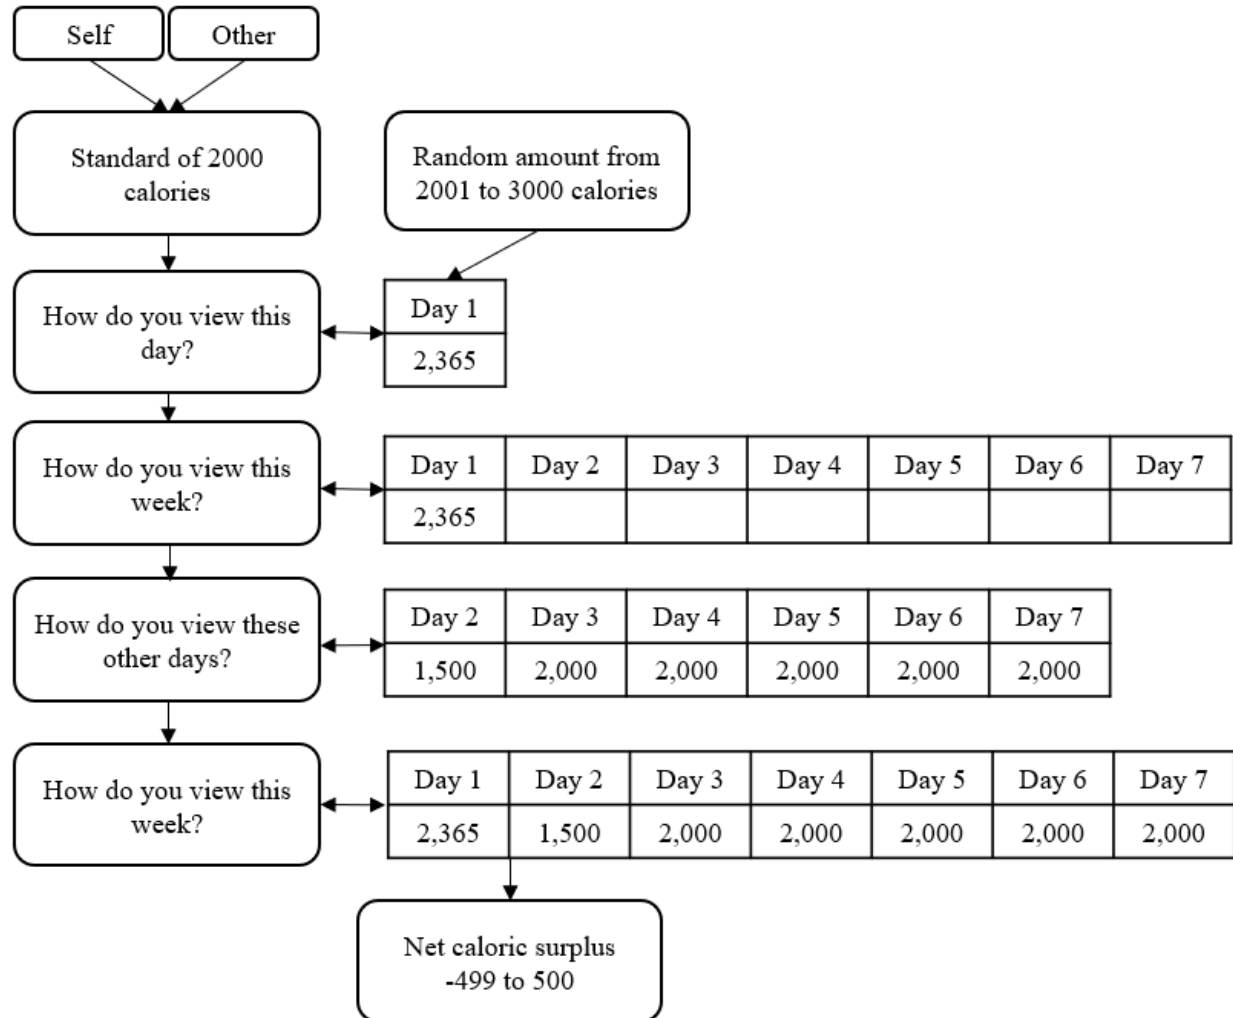 Self
Other
Standard of 2000
calories
Random amount from
2001 to 3000 calories
How do you view this
day?
Day 1
2,365
How do you view this
week?
Day 1 Day 2 Day 3 Day 4 Day 5 Day 6 Day 7
2,365
How do you view these
other days?
Day 2 Day 3 Day 4 Day 5 Day 6 Day 7
1,500 2,000 2,000 2,000 2,000 2,000
How do you view this
week?
Day 1 Day 2 Day 3 Day 4 Day 5 Day 6 Day 7
2,365 1,500 2,000 2,000 2,000 2,000 2,000
Net caloric surplus
-499 to 500